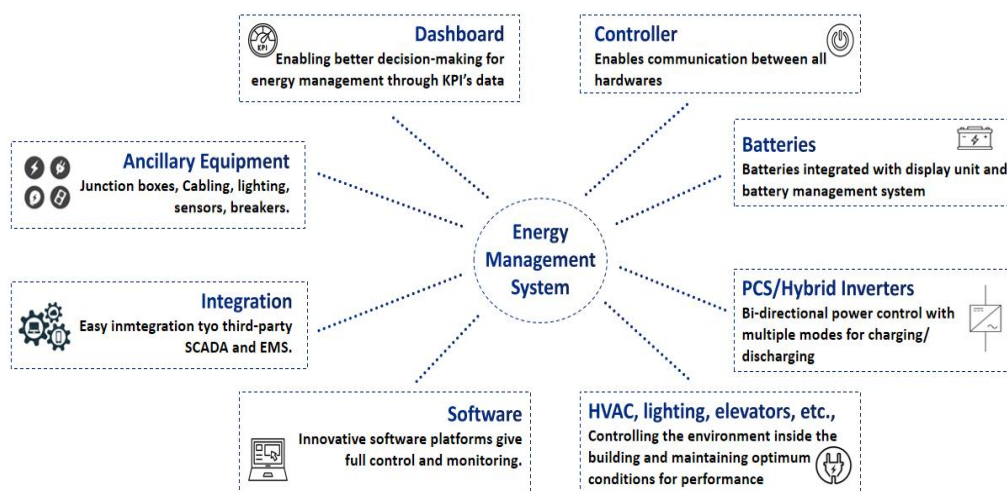 Dashboard
KPI
Enabling better decision-making for
energy management through KPI's data
Controller
Enables communication between all
hardwares
Ancillary Equipment
Junction boxes, Cabling, lighting,
sensors, breakers.
Batteries
Batteries integrated with display unit and
battery management system
Energy
Management
System
Integration
Easy inmtegration tyo third-party
SCADA and EMS.
PCS/Hybrid Inverters
Bi-directional power control with
multiple modes for charging/
discharging
Software
Innovative software platforms give
full control and monitoring.
HVAC, lighting, elevators, etc.,
Controlling the environment inside the
building and maintaining optimum
conditions for performance